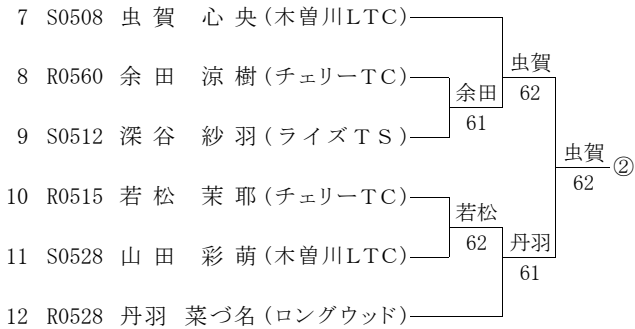 7 S0508 虫 賀 心 央 (木曽川LTC)
虫賀
8 R0560 余 田 涼 樹 (チェリーTC)
余田
62
61
9 S0512 深 谷 紗 羽 (ライズTS)
虫賀
②
62
10 R0515 若 松 茉 耶 (チェリーTC)
若松
62
丹羽
11 S0528 山 田 彩 萌 (木曽川LTC)
61
12 R0528 丹 羽 菜づ名 (ロングウッド)